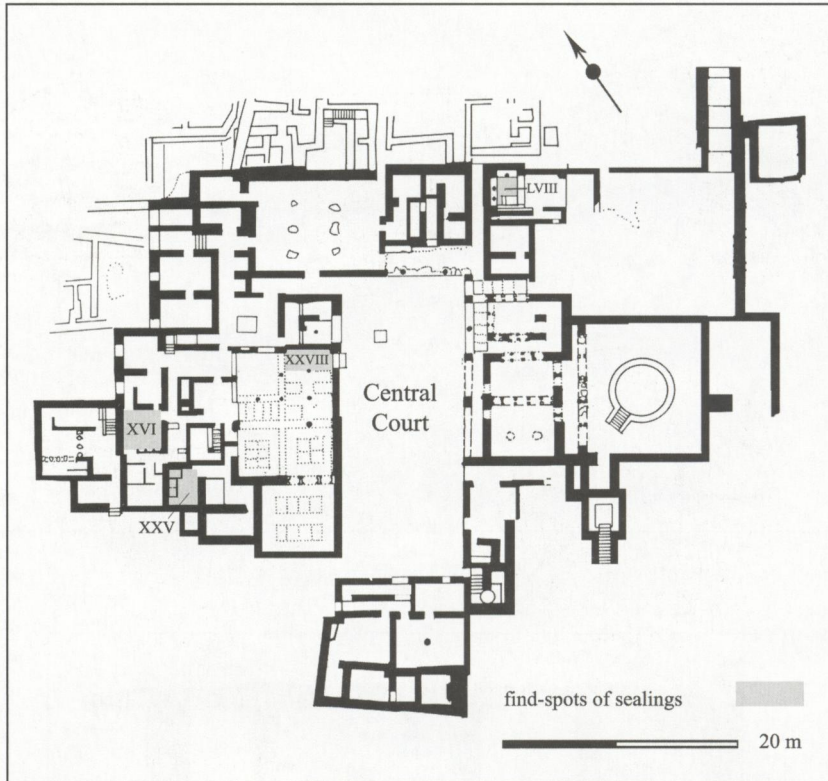 LVIII
XXVIII
Central
Court
XVI
XXV
find-spots of sealings
20 m